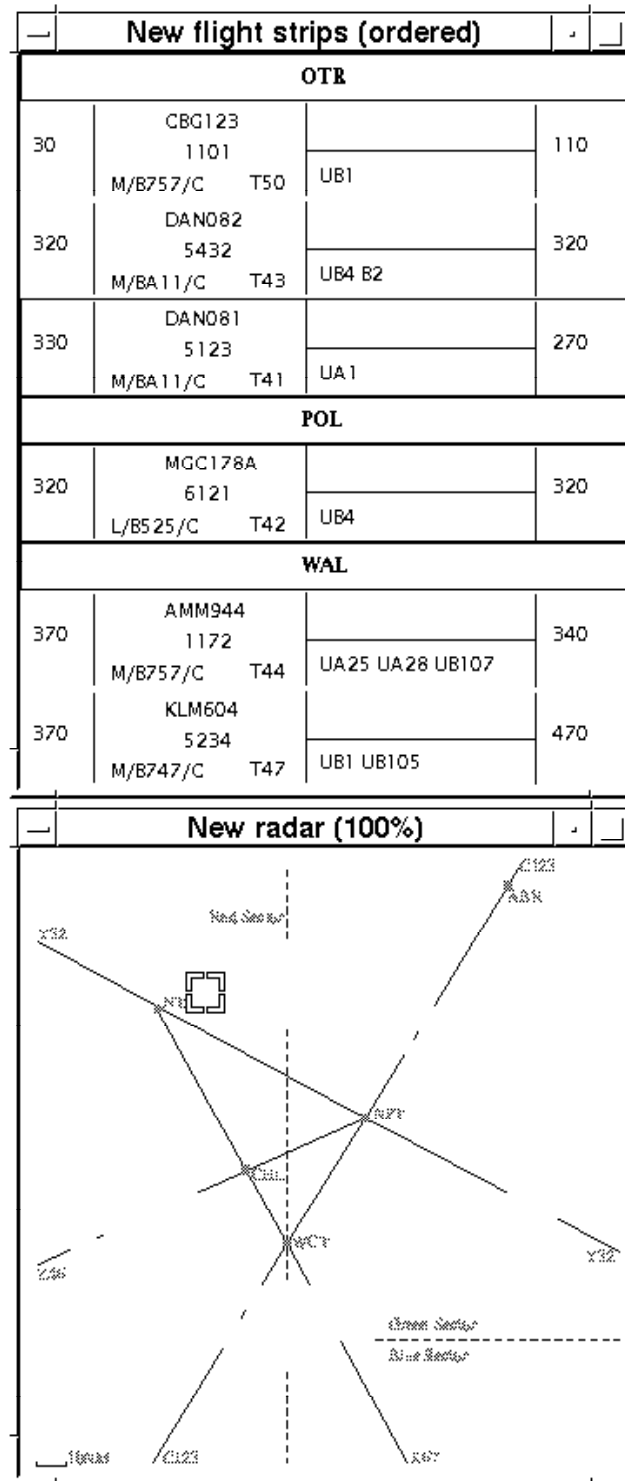 New flight strips (ordered)
OTR
30 CBG123 110
1101
M/B757/C T50 UB1
320 DAN082 320
5432
M/BA11/C T43 UB4 B2
330 DAN081 270
5123
M/BA11/C T41 UA1
POL
320 MGC178A 320
6121
L/B525/C T42 UB4
WAL
370 AMM944 340
1172
M/B757/C T44 UA25 UA28 UB107
370 KLM604 470
5234
M/B747/C T47 UB1 UB105
New radar (100%)
Red Sector
WCT
Green Sector
Blue Sector